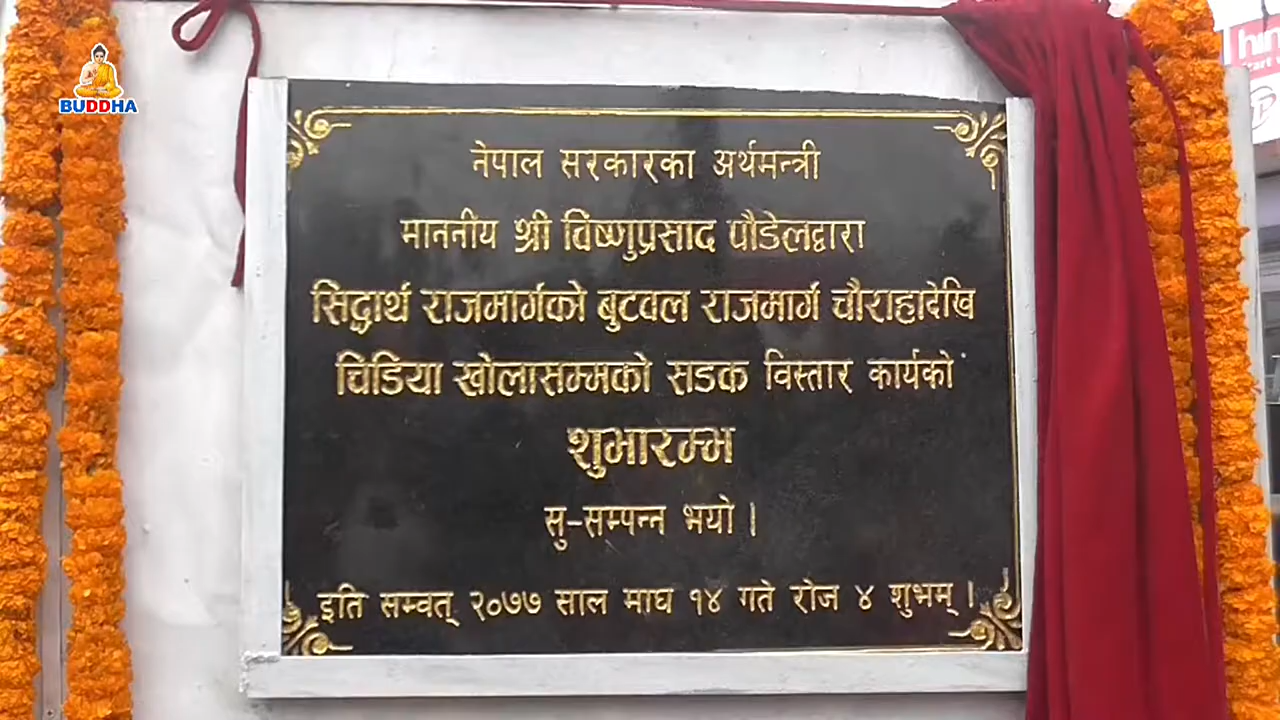 BUDDHA
नेपाल सरकारका अर्थमन्त्री
माननीय श्री विष्णुप्रसाद पौडेलद्वारा
सिद्धार्थ राजमार्गको बुटवल राजमार्ग चौराहादेखि
चिडिया खोलासम्मको सडक विस्तार कार्यको
शुभारम्भ
सु-सम्पन्न भयो ।
इति सम्वत् २०७७ साल माघ १४ गते रोज ४ शुभम् ।